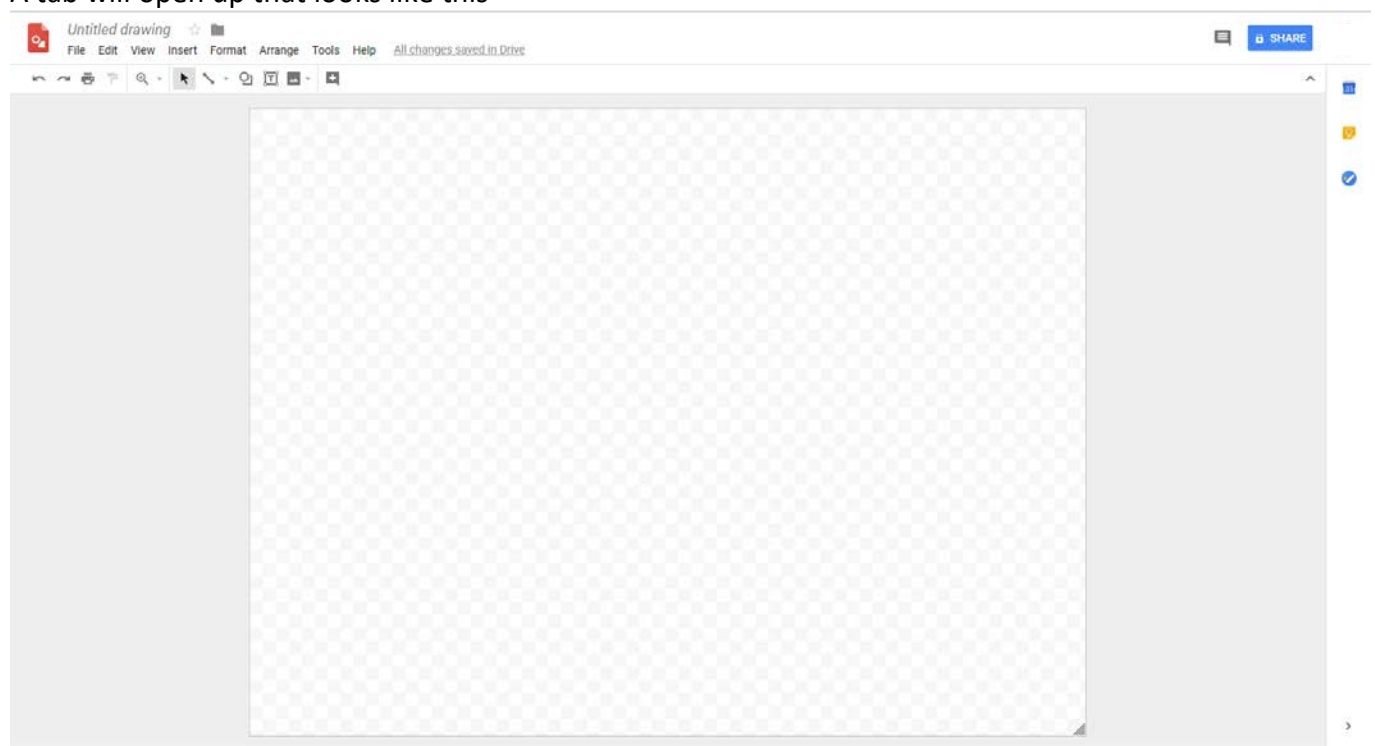 A tab will open up that looks like this
Untitled drawing
File Edit View Insert Format Arrange Tools Help All changes saved in Drive
SHARE
31